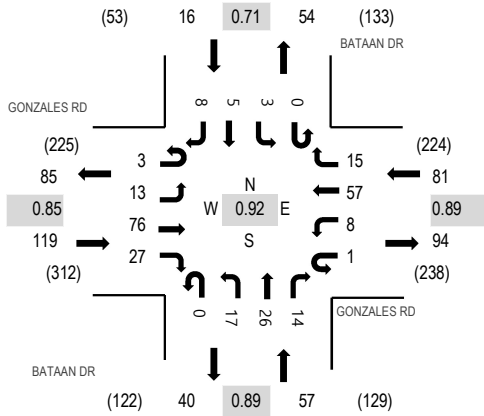 (53) 16 0.71 54 (133)
BATAAN DR
8 5 3 0
GONZALES RD
(225) (224)
85 3 15 81
13 57
0.85 N 0.89
W 0.92 E
76 8
119 S 94
27 1
(312) (238)
0 17 26 14
GONZALES RD
BATAAN DR
(122) 40 0.89 57 (129)